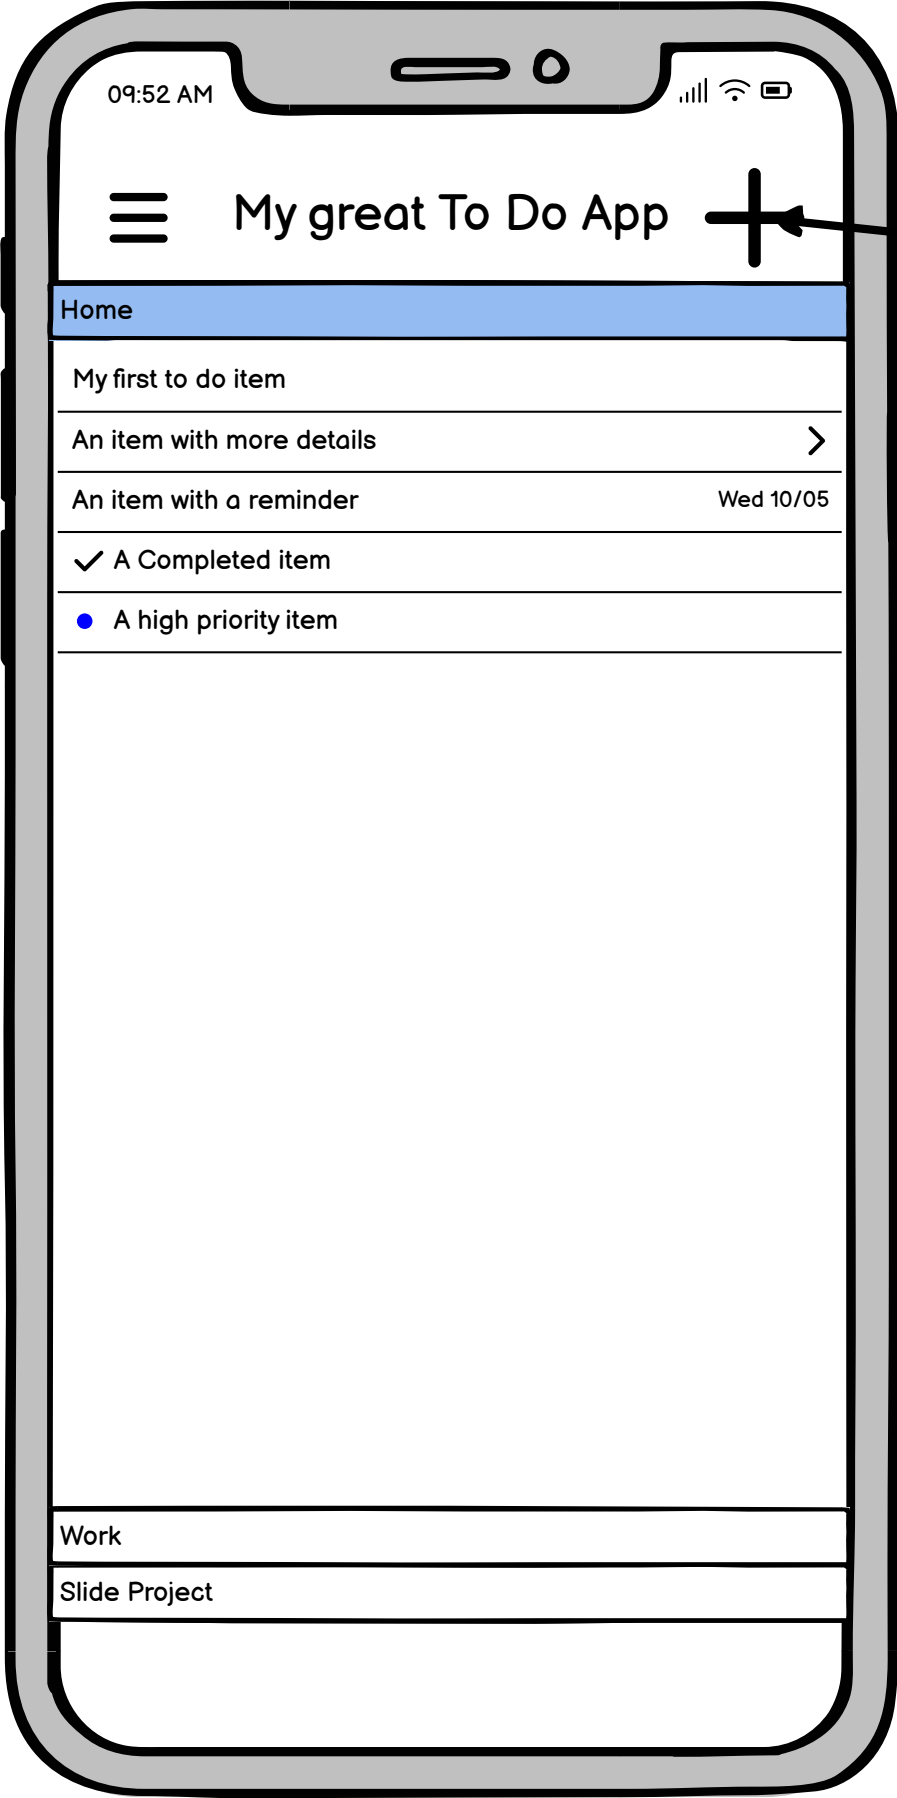 09:52 AM
My great To Do App
Home
My first to do item
An item with more details
An item with a reminder Wed 10/05
A Completed item
A high priority item
Work
Slide Project